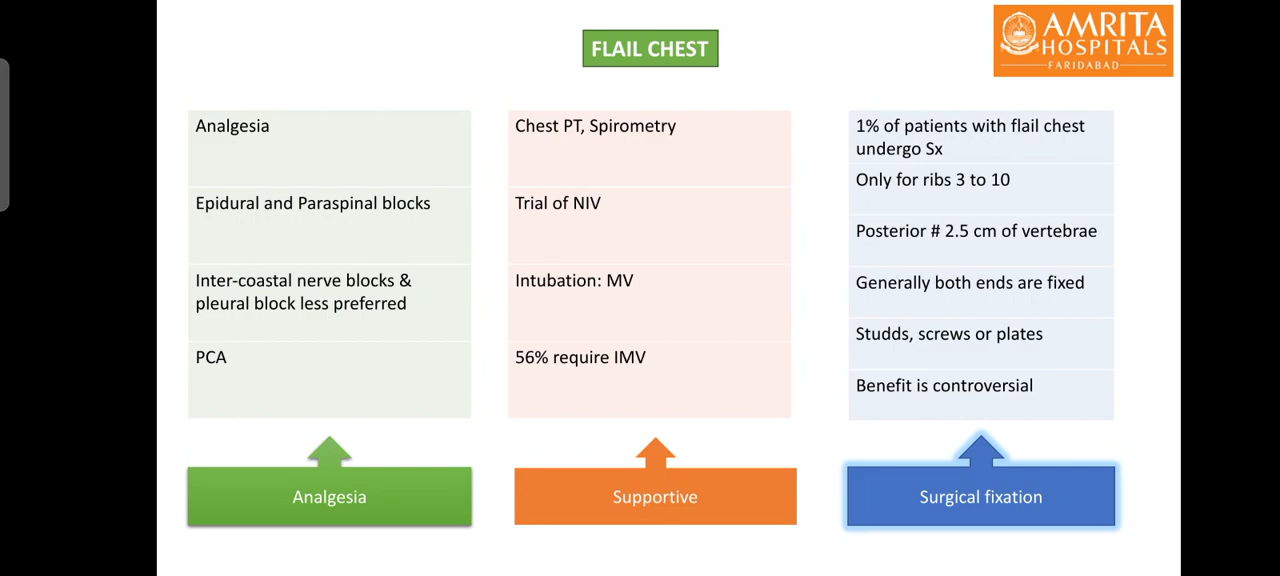 FLAIL CHEST
AMRITA
HOSPITALS
FARIDABAD
Analgesia
Epidural and Paraspinal blocks
Inter-coastal nerve blocks &
pleural block less preferred
PCA
Analgesia
Chest PT, Spirometry
Trial of NIV
Intubation: MV
56% require IMV
Supportive
1% of patients with flail chest
undergo Sx
Only for ribs 3 to 10
Posterior # 2.5 cm of vertebrae
Generally both ends are fixed
Studds, screws or plates
Benefit is controversial
Surgical fixation